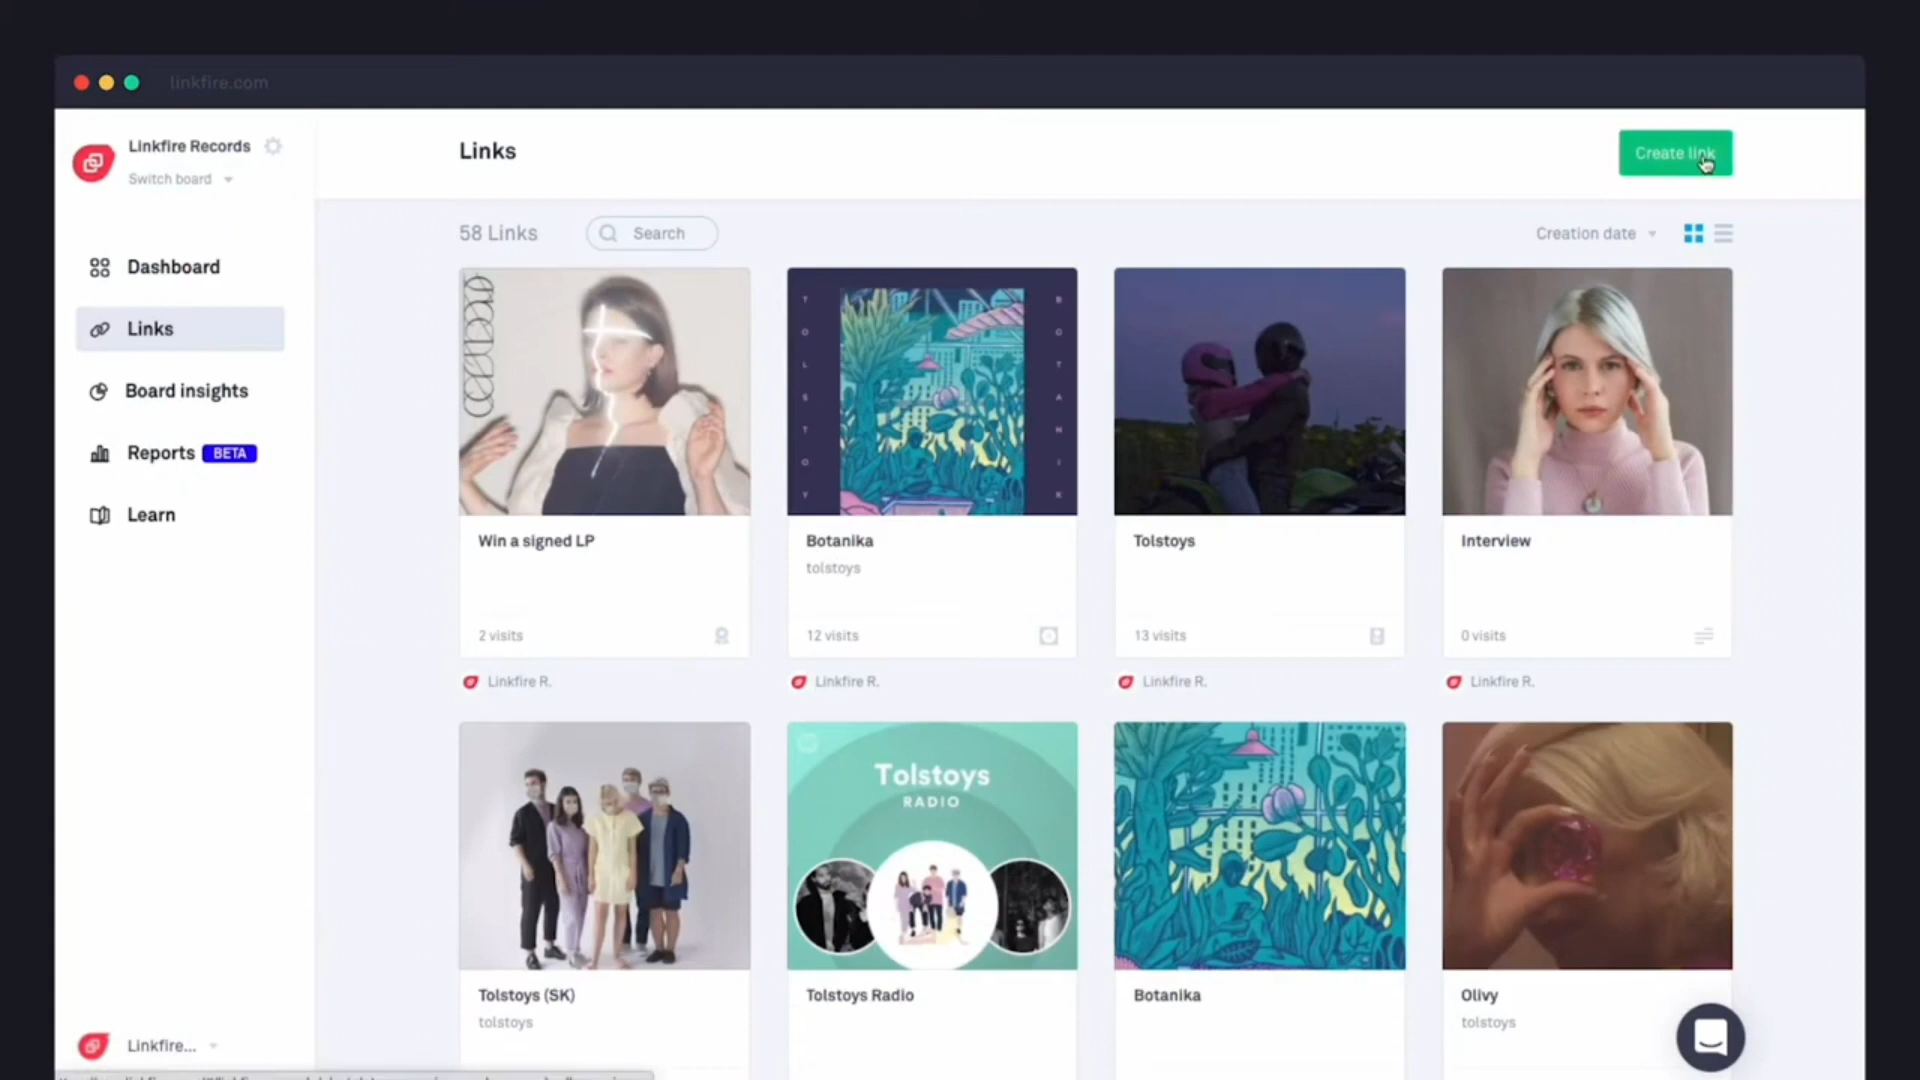 linkfire.com
Linkfire Records
Switch board
Links
Create link
Dashboard
Links
Board insights
Reports BETA
Learn
58 Links
Search
Creation date
TOLSTOY
BOTANIK
Win a signed LP
2 visits
Linkfire R.
Botanika
tolstoys
12 visits
Linkfire R.
Tolstoys
13 visits
Linkfire R.
Interview
0 visits
Linkfire R.
Tolstoys
RADIO
Tolstoys (SK)
tolstoys
Tolstoys Radio
Botanika
Olivy
tolstoys
Linkfire...